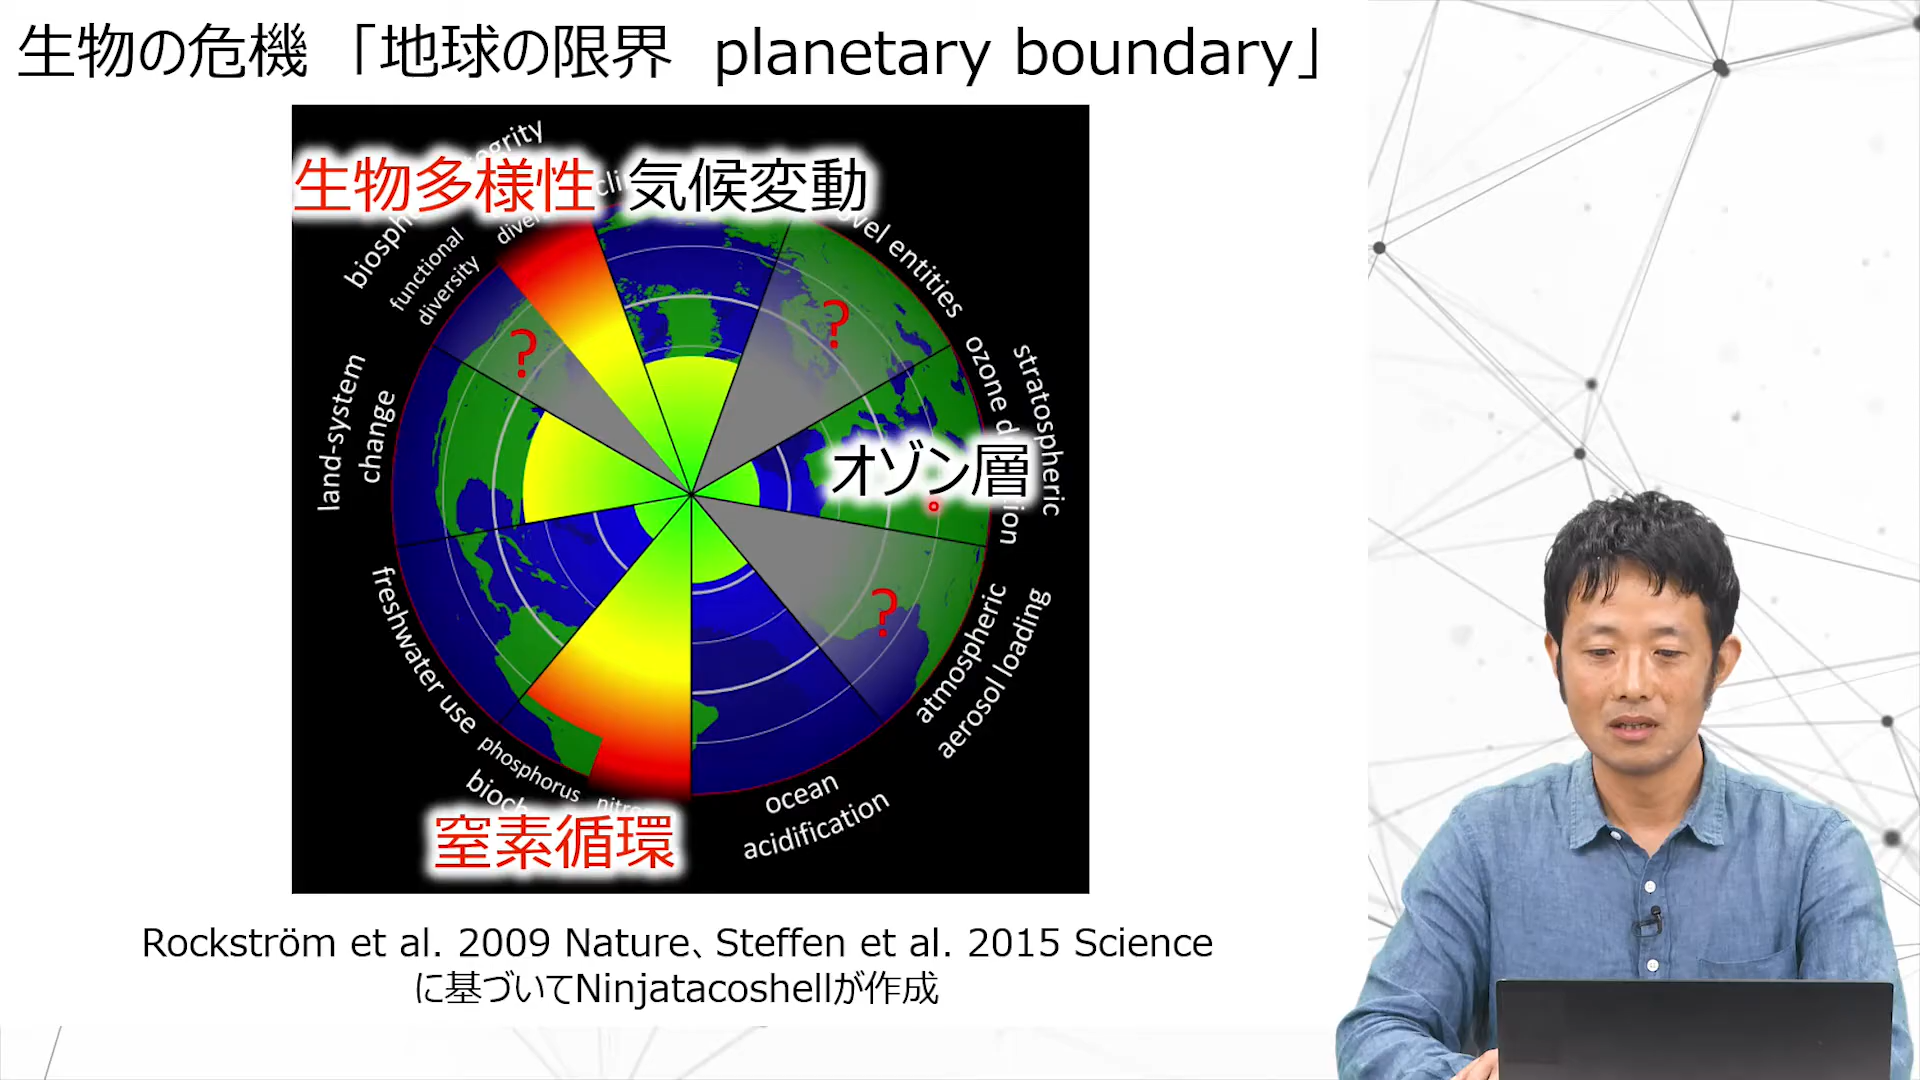 生物の危機 「地球の限界 planetary boundary」
生物多様性 気候変動
functional
diversity
novel entities
land-system
change
stratospheric
オゾン層
?
?
?
freshwater use
atmospheric
aerosol loading
phosphorus
ocean
acidification
窒素循環
Rockström et al. 2009 Nature、Steffen et al. 2015 Science
に基づいてNinjatacoshellが作成